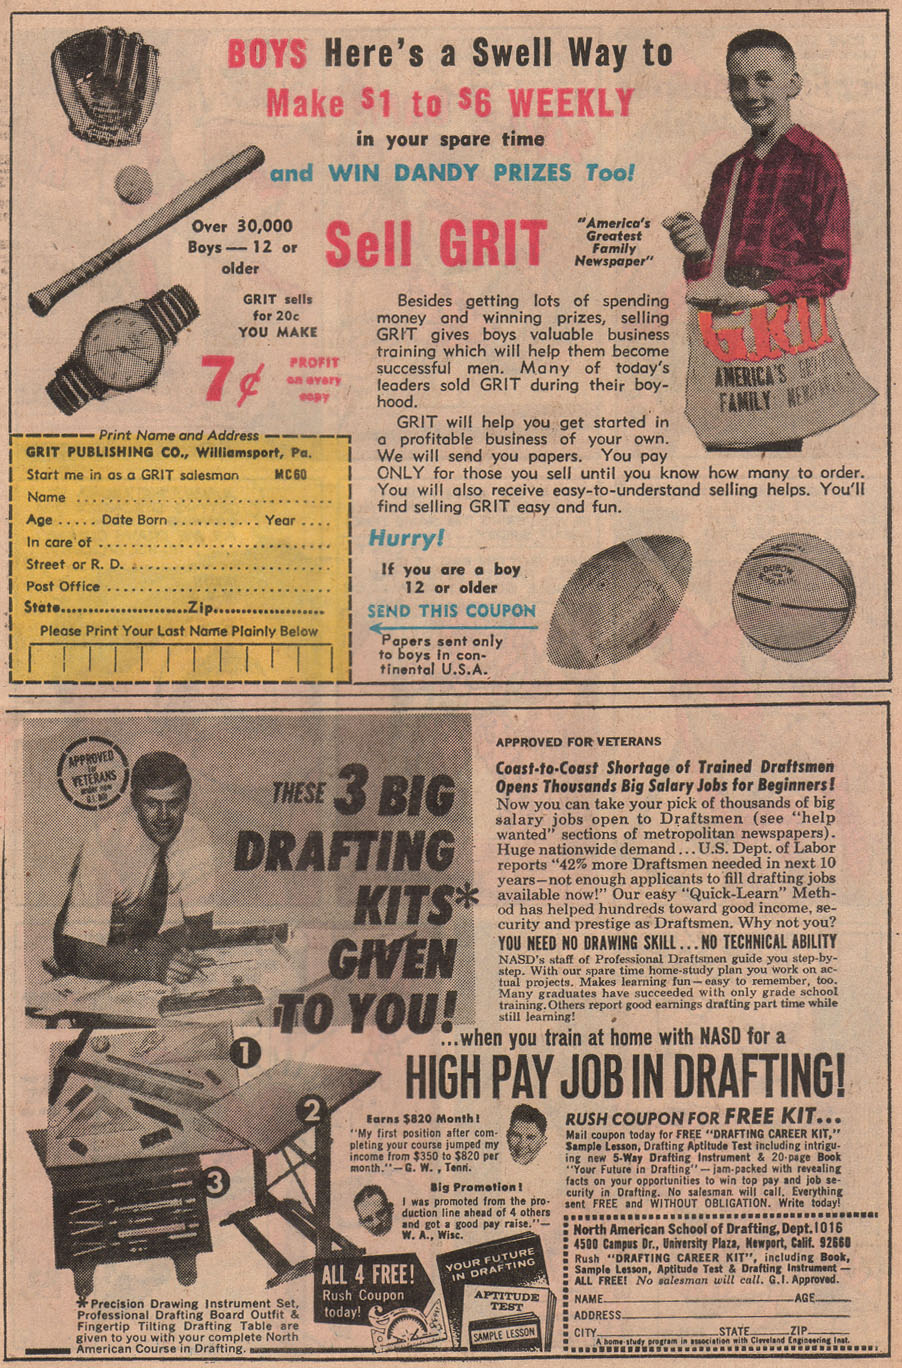 BOYS Here's a Swell Way to
Make $1 to $6 WEEKLY
in your spare time
and WIN DANDY PRIZES Too!
Over 30,000
Boys — 12 or
older
Sell GRIT
"America's
Greatest
Family
Newspaper"
GRIT sells
for 20c
YOU MAKE
7¢ PROFIT
on every
copy
Besides getting lots of spending
money and winning prizes, selling
GRIT gives boys valuable business
training which will help them become
successful men. Many of today's
leaders sold GRIT during their boy-
hood.
GRIT will help you get started in
a profitable business of your own.
We will send you papers. You pay
ONLY for those you sell until you know how many to order.
You will also receive easy-to-understand selling helps. You'll
find selling GRIT easy and fun.
GRIT
AMERICA'S
FAMILY
Print Name and Address
GRIT PUBLISHING CO., Williamsport, Pa.
Start me in as a GRIT salesman MC60
Name
Age ..... Date Born ........... Year ....
In care of
Street or R. D.
Post Office
State.....................Zip..................
Please Print Your Last Name Plainly Below
Hurry!
If you are a boy
12 or older
SEND THIS COUPON
Papers sent only
to boys in con-
tinental U.S.A.
APPROVED
for
VETERANS
under new
G.I. Bill
THESE 3 BIG
DRAFTING
KITS*
GIVEN
TO YOU!
APPROVED FOR VETERANS
Coast-to-Coast Shortage of Trained Draftsmen
Opens Thousands Big Salary Jobs for Beginners!
Now you can take your pick of thousands of big
salary jobs open to Draftsmen (see "help
wanted" sections of metropolitan newspapers).
Huge nationwide demand ... U.S. Dept. of Labor
reports "42% more Draftsmen needed in next 10
years—not enough applicants to fill drafting jobs
available now!" Our easy "Quick-Learn" Meth-
od has helped hundreds toward good income, se-
curity and prestige as Draftsmen. Why not you?
YOU NEED NO DRAWING SKILL ... NO TECHNICAL ABILITY
NASD's staff of Professional Draftsmen guide you step-by-
step. With our spare time home-study plan you work on ac-
tual projects. Makes learning fun—easy to remember, too.
Many graduates have succeeded with only grade school
training. Others report good earnings drafting part time while
still learning!
...when you train at home with NASD for a
HIGH PAY JOB IN DRAFTING!
1
2
3
Earns $820 Month!
"My first position after com-
pleting your course jumped my
income from $350 to $820 per
month."—G. W. , Tenni.
Big Promotion!
I was promoted from the pro-
duction line ahead of 4 others
and got a good pay raise."—
W. A., Wisc.
RUSH COUPON FOR FREE KIT...
Mail coupon today for FREE "DRAFTING CAREER KIT,"
Sample Lesson, Drafting Aptitude Test including intrigu-
ing new 5-Way Drafting Instrument & 20-page Book
"Your Future in Drafting"—jam-packed with revealing
facts on your opportunities to win top pay and job se-
curity in Drafting. No salesman will call. Everything
sent FREE and WITHOUT OBLIGATION. Write today!
ALL 4 FREE!
Rush Coupon
today!
YOUR FUTURE
IN DRAFTING
APTITUDE
TEST
SAMPLE LESSON
*Precision Drawing Instrument Set,
Professional Drafting Board Outfit &
Fingertip Tilting Drafting Table are
given to you with your complete North
American Course in Drafting.
North American School of Drafting, Dept. 1016
4500 Campus Dr., University Plaza, Newport, Calif. 92660
Rush "DRAFTING CAREER KIT", including Book,
Sample Lesson, Aptitude Test & Drafting Instrument—
ALL FREE! No salesman will call. G.I. Approved.
NAME AGE
ADDRESS
CITY STATE ZIP
A home-study program in association with Cleveland Engineering Inst.